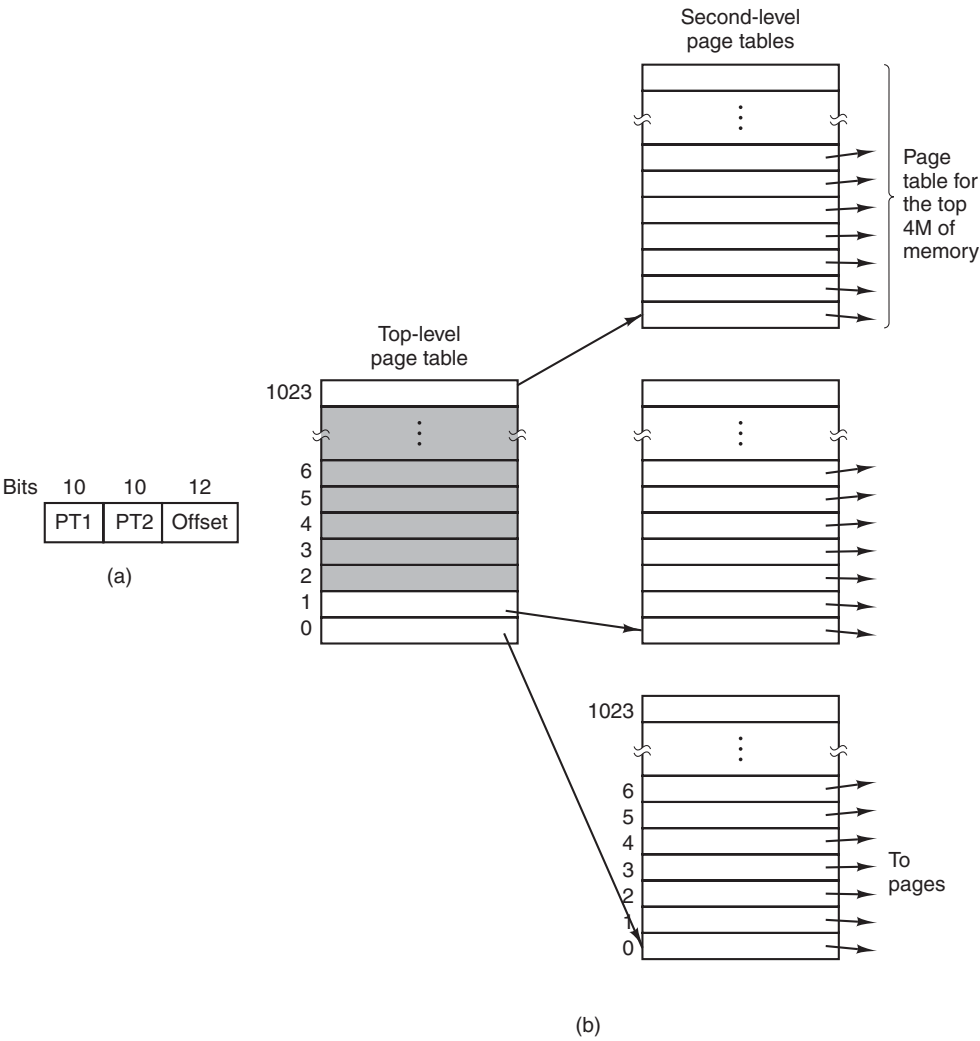 Second-level
page tables
Page
table for
the top
4M of
memory
Top-level
page table
1023
6
5
4
3
2
1
0
Bits 10 10 12
PT1 PT2 Offset
(a)
1023
6
5
4
3
2
1
0
To
pages
(b)